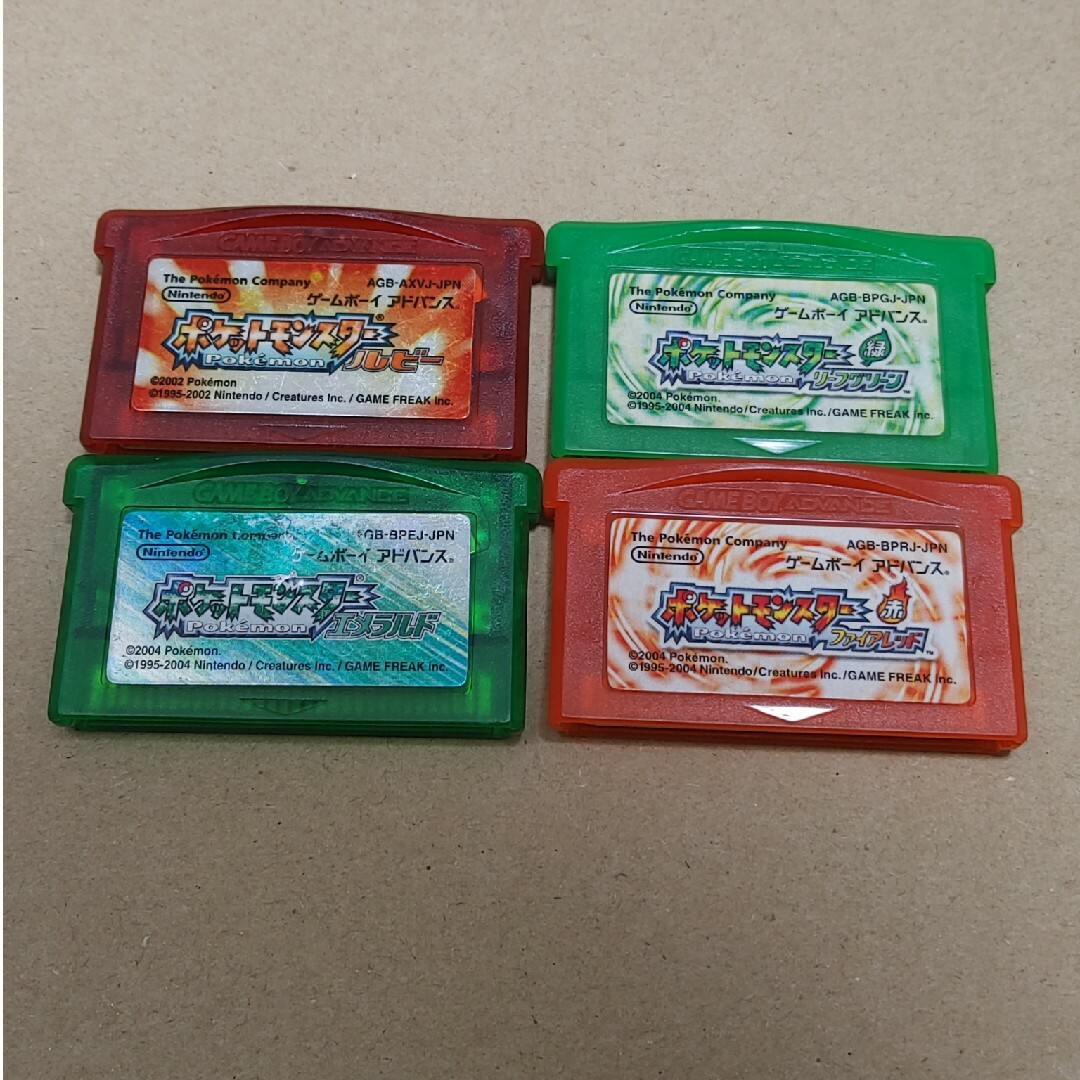 GAME BOY ADVANCE
The Pokémon Company AGB-AXVJ-JPN
Nintendo ゲームボーイ アドバンス®
ポケットモンスター®
Pokémon ルビー
©2002 Pokémon
©1995-2002 Nintendo/Creatures Inc./GAME FREAK inc.
The Pokémon Company AGB-BPGJ-JPN
Nintendo ゲームボーイ アドバンス®
ポケットモンスター 緑
Pokémon リーフグリーン™
©2004 Pokémon.
©1995-2004 Nintendo/Creatures Inc./GAME FREAK inc.
GAME BOY ADVANCE
The Pokémon Company AGB-BPEJ-JPN
Nintendo ゲームボーイ アドバンス®
ポケットモンスター®
Pokémon エメラルド
©2004 Pokémon.
©1995-2004 Nintendo/Creatures Inc./GAME FREAK inc.
GAME BOY ADVANCE
The Pokémon Company AGB-BPRJ-JPN
Nintendo ゲームボーイ アドバンス®
ポケットモンスター 赤
Pokémon ファイアレッド™
©2004 Pokémon.
©1995-2004 Nintendo/Creatures Inc./GAME FREAK inc.